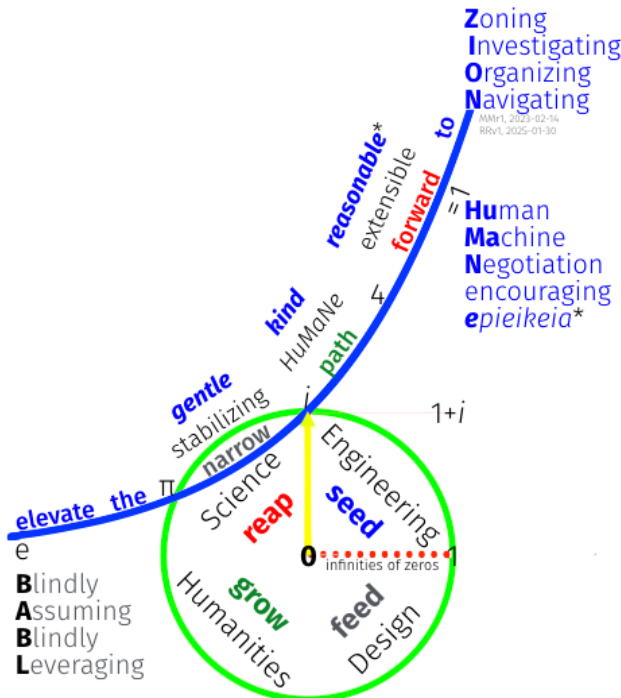 Zoning
Investigating
Organizing
Navigating
MMr1, 2023-02-14
RRv1, 2025-01-30
to
reasonable*
extensible
forward
=1
Human
Machine
Negotiation
encouraging
epieikeia*
4
kind
HuMaNe
path
gentle
stabilizing
narrow
i
1+i
π
elevate the
e
Science
Engineering
reap
seed
0
1
infinities of zeros
grow
feed
Humanities
Design
Blindly
Assuming
Blindly
Leveraging